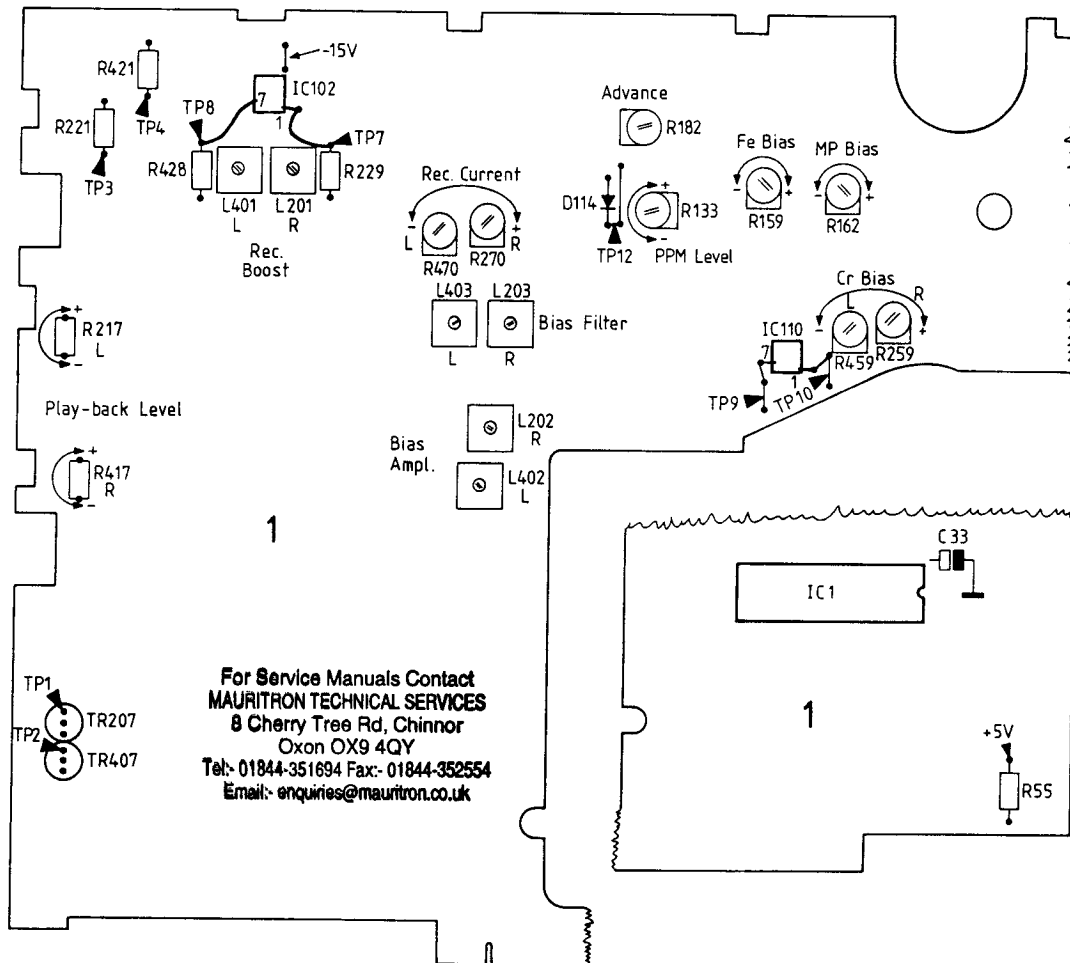 -15V
R421
IC102
7
1
TP8
TP4
R221
TP7
TP3
R428
R229
L401
L201
L
R
Rec.
Boost
Advance
R182
Rec. Current
-
+
L
R
R470
R270
Fe Bias
MP Bias
-
+
-
+
R159
R162
D114
+
R133
-
TP12
PPM Level
L403
L203
Bias Filter
L
R
Cr Bias
L
R
-
+
IC110
7
1
R459
R259
TP9
TP10
+
R217
L
-
Play-back Level
+
R417
R
-
Bias
Ampl.
L202
R
L402
L
1
C33
IC1
1
+5V
R55
TP1
TR207
TP2
TR407
For Service Manuals Contact
MAURITRON TECHNICAL SERVICES
8 Cherry Tree Rd, Chinnor
Oxon OX9 4QY
Tel:- 01844-351694 Fax:- 01844-352554
Email:- enquiries@mauritron.co.uk